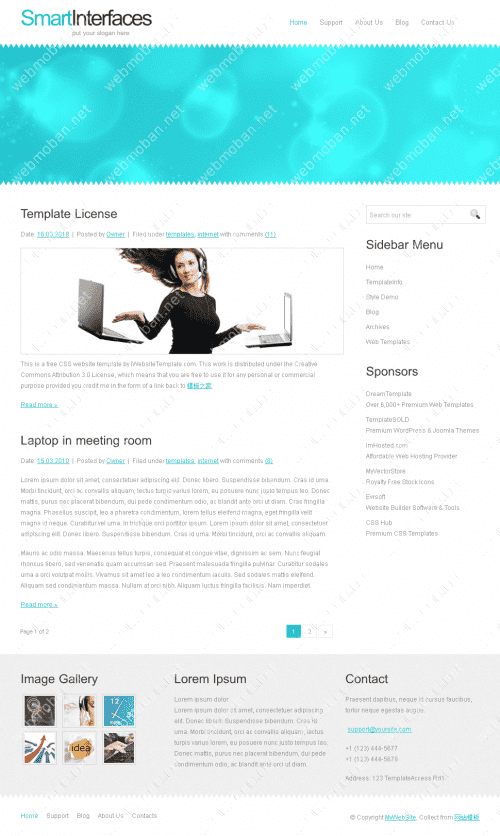 SmartInterfaces
put your slogan here
Home Support About Us Blog Contact Us
Template License
Date: 16.03.2018 | Posted by Owner | Filed under templates, internet with comments (11)
This is a free CSS website template by iWebsiteTemplate.com. This work is distributed under the Creative
Commons Attribution 3.0 License, which means that you are free to use it for any personal or commercial
purpose provided you credit me in the form of a link back to 模板之家.
Read more »
Laptop in meeting room
Date: 15.03.2010 | Posted by Owner | Filed under templates, internet with comments (8)
Lorem ipsum dolor sit amet, consectetuer adipiscing elit. Donec libero. Suspendisse bibendum. Cras id urna.
Morbi tincidunt, orci ac convallis aliquam, lectus turpis varius lorem, eu posuere nunc justo tempus leo. Donec
mattis, purus nec placerat bibendum, dui pede condimentum odio, ac blandit ante orci ut diam. Cras fringilla
magna. Phasellus suscipit, leo a pharetra condimentum, lorem tellus eleifend magna, eget fringilla velit
magna id neque. Curabitur vel urna. In tristique orci porttitor ipsum. Lorem ipsum dolor sit amet, consectetuer
adipiscing elit. Donec libero. Suspendisse bibendum. Cras id urna. Morbi tincidunt, orci ac convallis aliquam.
Mauris ac odio massa. Maecenas tellus turpis, consequat et congue vitae, dignissim ac sem. Nunc feugiat
rhoncus libero, sed venenatis quam accumsan sed. Praesent malesuada fringilla pulvinar. Curabitur sodales
urna a orci volutpat mollis. Vivamus sit amet leo a leo condimentum iaculis. Sed sodales mattis eleifend.
Aliquam sed condimentum massa. Nullam at orci nibh. Aliquam luctus fringilla facilisis. Nam imperdiet.
Read more »
Page 1 of 2
1 2 »
Search our site:
Sidebar Menu
Home
TemplateInfo
Style Demo
Blog
Archives
Web Templates
Sponsors
DreamTemplate
Over 6,000+ Premium Web Templates
TemplateSOLD
Premium WordPress & Joomla Themes
ImHosted.com
Affordable Web Hosting Provider
MyVectorStore
Royalty Free Stock Icons
Evrsoft
Website Builder Software & Tools
CSS Hub
Premium CSS Templates
Image Gallery
12
idea
Lorem Ipsum
Lorem ipsum dolor
Lorem ipsum dolor sit amet, consectetuer adipiscing
elit. Donec libero. Suspendisse bibendum. Cras id
urna. Morbi tincidunt, orci ac convallis aliquam, lectus
turpis varius lorem, eu posuere nunc justo tempus leo.
Donec mattis, purus nec placerat bibendum, dui pede
condimentum odio, ac blandit ante orci ut diam.
Contact
Praesent dapibus, neque id cursus faucibus,
tortor neque egestas augue.
support@yoursite.com
+1 (123) 444-5677
+1 (123) 444-5678
Address: 123 TemplateAccess Rd1
Home Support Blog About Us Contacts
© Copyright MyWebSite. Collect from 网站模板
webmoban.net